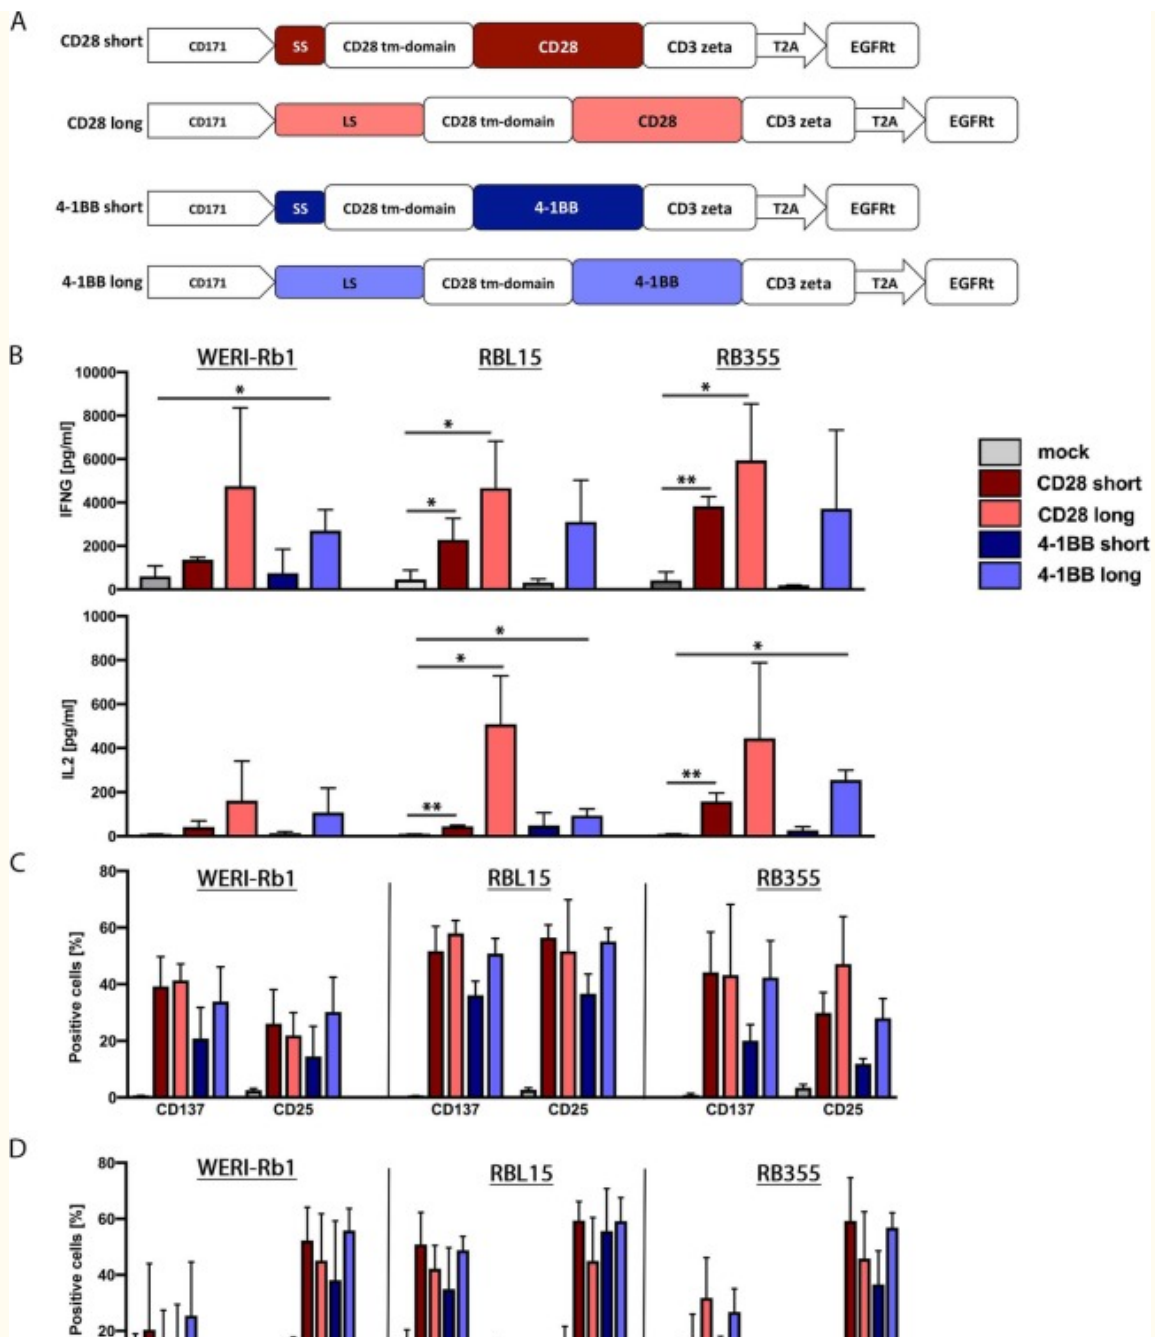 A
CD28 short CD171 SS CD28 tm-domain CD28 CD3 zeta T2A EGFRt
CD28 long CD171 LS CD28 tm-domain CD28 CD3 zeta T2A EGFRt
4-1BB short CD171 SS CD28 tm-domain 4-1BB CD3 zeta T2A EGFRt
4-1BB long CD171 LS CD28 tm-domain 4-1BB CD3 zeta T2A EGFRt
B
WERI-Rb1 RBL15 RB355
IFNG [pg/ml]
10000
8000
6000
4000
2000
0
*
*
*
*
**
mock
CD28 short
CD28 long
4-1BB short
4-1BB long
IL2 [pg/ml]
1000
800
600
400
200
0
*
*
**
*
**
C
WERI-Rb1 RBL15 RB355
Positive cells [%]
80
60
40
20
0
CD137 CD25 CD137 CD25 CD137 CD25
D
WERI-Rb1 RBL15 RB355
Positive cells [%]
80
60
40
20